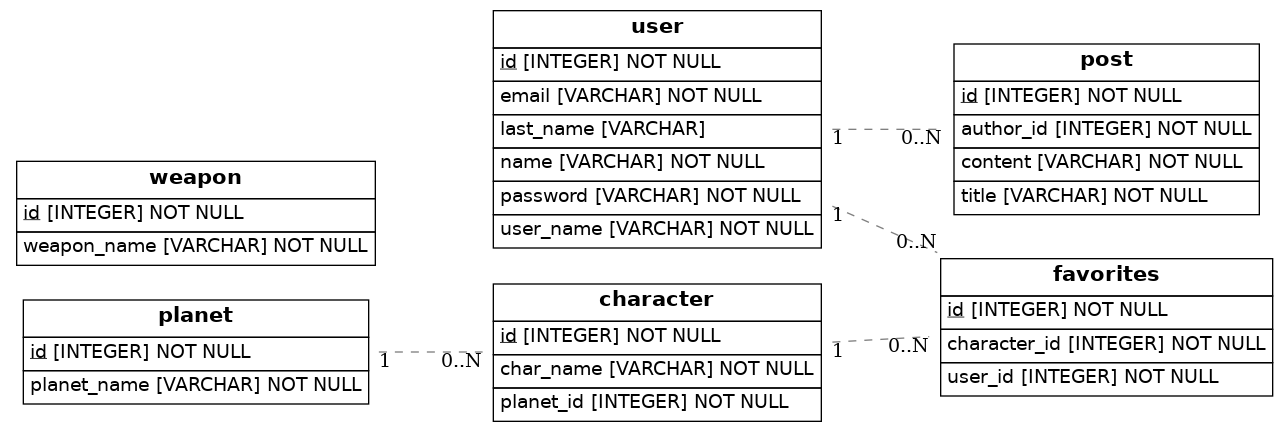 user
id [INTEGER] NOT NULL
email [VARCHAR] NOT NULL
last_name [VARCHAR]
name [VARCHAR] NOT NULL
password [VARCHAR] NOT NULL
user_name [VARCHAR] NOT NULL
post
id [INTEGER] NOT NULL
author_id [INTEGER] NOT NULL
content [VARCHAR] NOT NULL
title [VARCHAR] NOT NULL
1
0..N
weapon
id [INTEGER] NOT NULL
weapon_name [VARCHAR] NOT NULL
1
0..N
favorites
id [INTEGER] NOT NULL
character_id [INTEGER] NOT NULL
user_id [INTEGER] NOT NULL
planet
id [INTEGER] NOT NULL
planet_name [VARCHAR] NOT NULL
1
0..N
character
id [INTEGER] NOT NULL
char_name [VARCHAR] NOT NULL
planet_id [INTEGER] NOT NULL
1
0..N